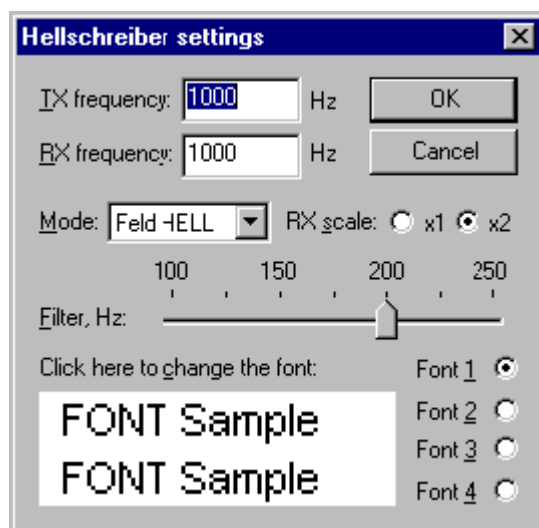 Hellschreiber settings
TX frequency: 1000 Hz OK
RX frequency: 1000 Hz Cancel
Mode: Feld HELL RX scale: x1 x2
100 150 200 250
Filter, Hz:
Click here to change the font: Font 1
FONT Sample Font 2
FONT Sample Font 3
Font 4